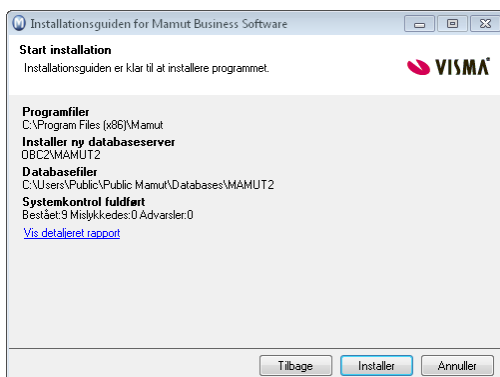 Installationsguiden for Mamut Business Software
Start installation
Installationsguiden er klar til at installere programmet.
VISMA
Programfiler
C:\Program Files (x86)\Mamut
Installer ny databaseserver
OBC2\MAMUT2
Databasefiler
C:\Users\Public\Public Mamut\Databases\MAMUT2
Systemkontrol fuldført
Bestået:9 Mislykkedes:0 Advarsler:0
Vis detaljeret rapport
Tilbage
Installer
Annuller